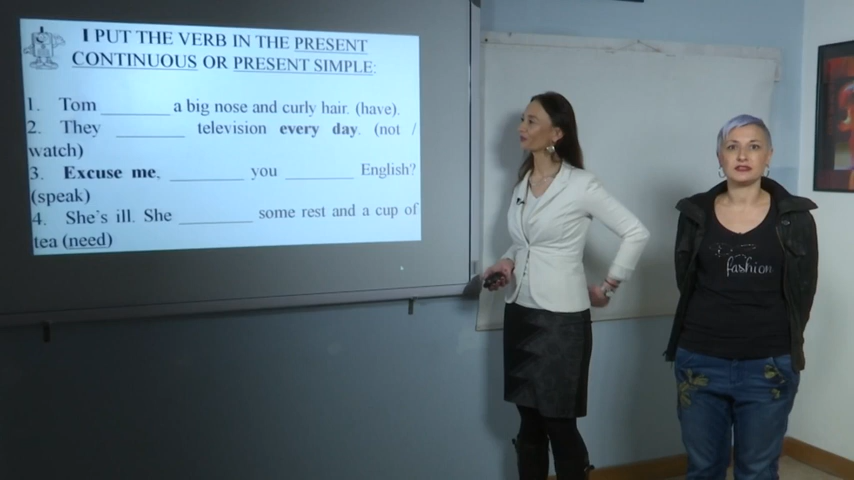 I PUT THE VERB IN THE PRESENT
CONTINUOUS OR PRESENT SIMPLE:
1. Tom ________ a big nose and curly hair. (have).
2. They ________ television every day. (not /
watch)
3. Excuse me, ________ you ________ English?
(speak)
4. She's ill. She ________ some rest and a cup of
tea (need)
fashion